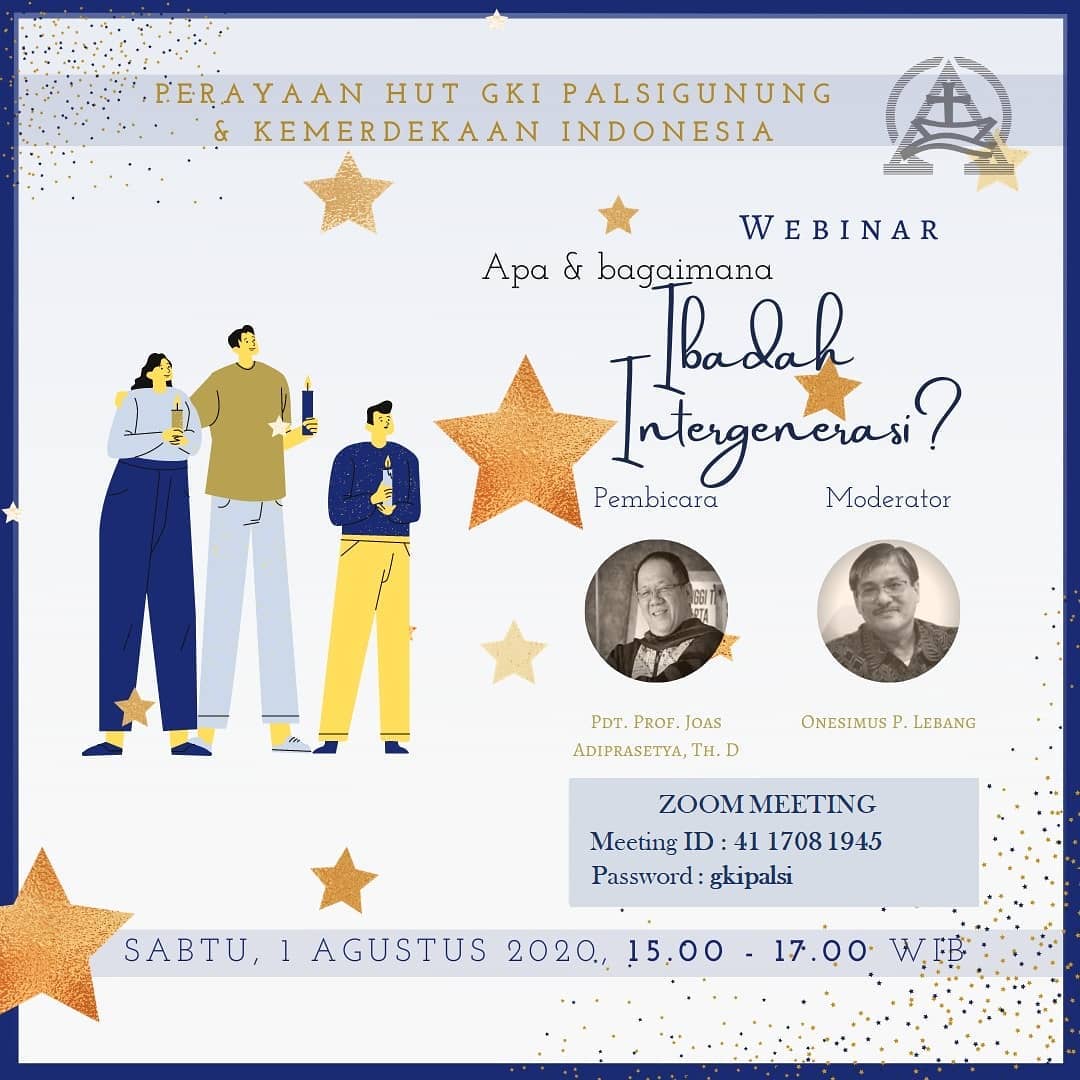 PERAYAAN HUT GKI PALSIGUNUNG
& KEMERDEKAAN INDONESIA
WEBINAR
Apa & bagaimana
Ibadah
Intergenerasi?
Pembicara
Moderator
PDT. PROF. JOAS
ADIPRASETYA, TH. D
ONESIMUS P. LEBANG
ZOOM MEETING
Meeting ID : 41 1708 1945
Password : gkipalsi
SABTU, 1 AGUSTUS 2020, 15.00 - 17.00 WIB